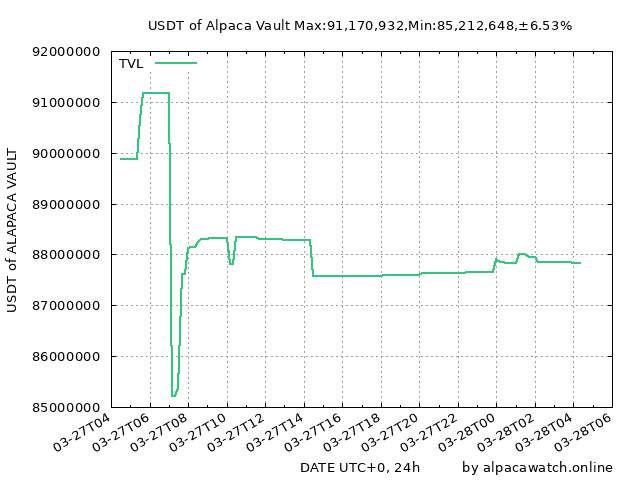 USDT of Alpaca Vault Max:91,170,932,Min:85,212,648,±6.53%
TVL
92000000
91000000
90000000
89000000
88000000
87000000
86000000
85000000
USDT of ALAPACA VAULT
03-27T04
03-27T06
03-27T08
03-27T10
03-27T12
03-27T14
03-27T16
03-27T18
03-27T20
03-27T22
03-28T00
03-28T02
03-28T04
03-28T06
DATE UTC+0, 24h
by alpacawatch.online